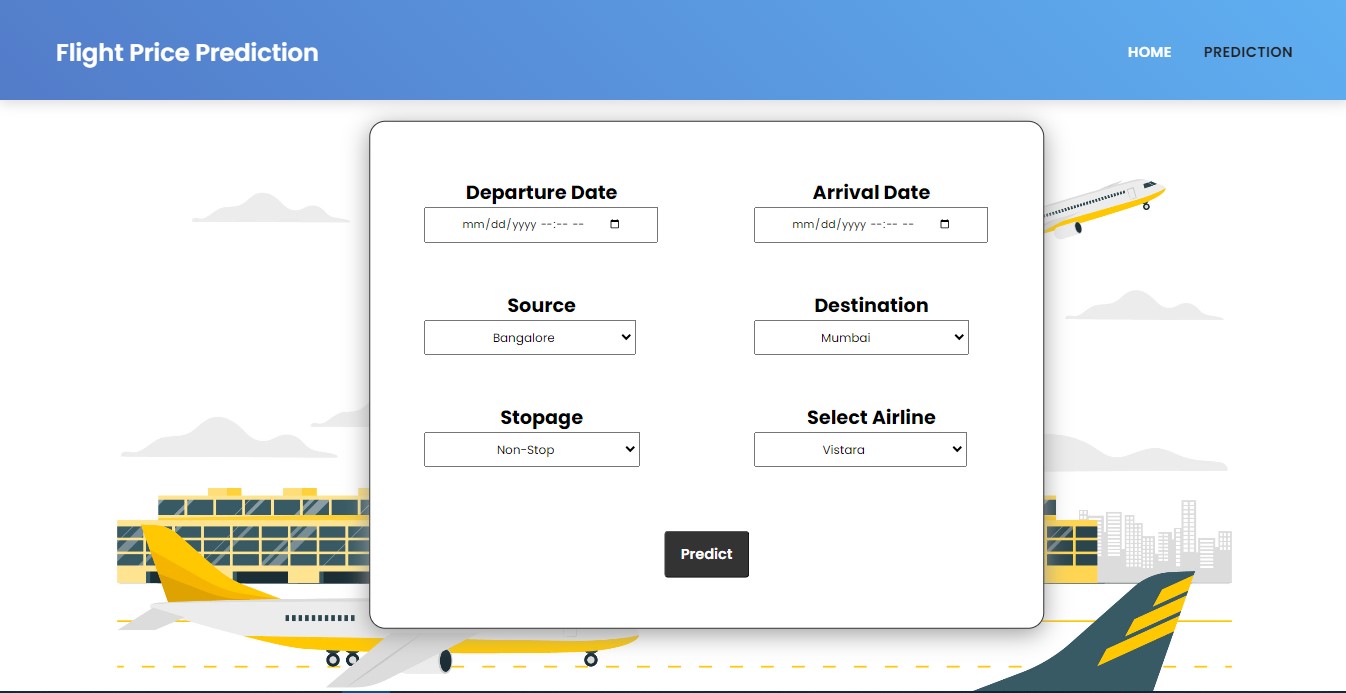 Flight Price Prediction
HOME PREDICTION
Departure Date Arrival Date
mm/dd/yyyy --:-- -- mm/dd/yyyy --:-- --
Source Destination
Bangalore Mumbai
Stopage Select Airline
Non-Stop Vistara
Predict